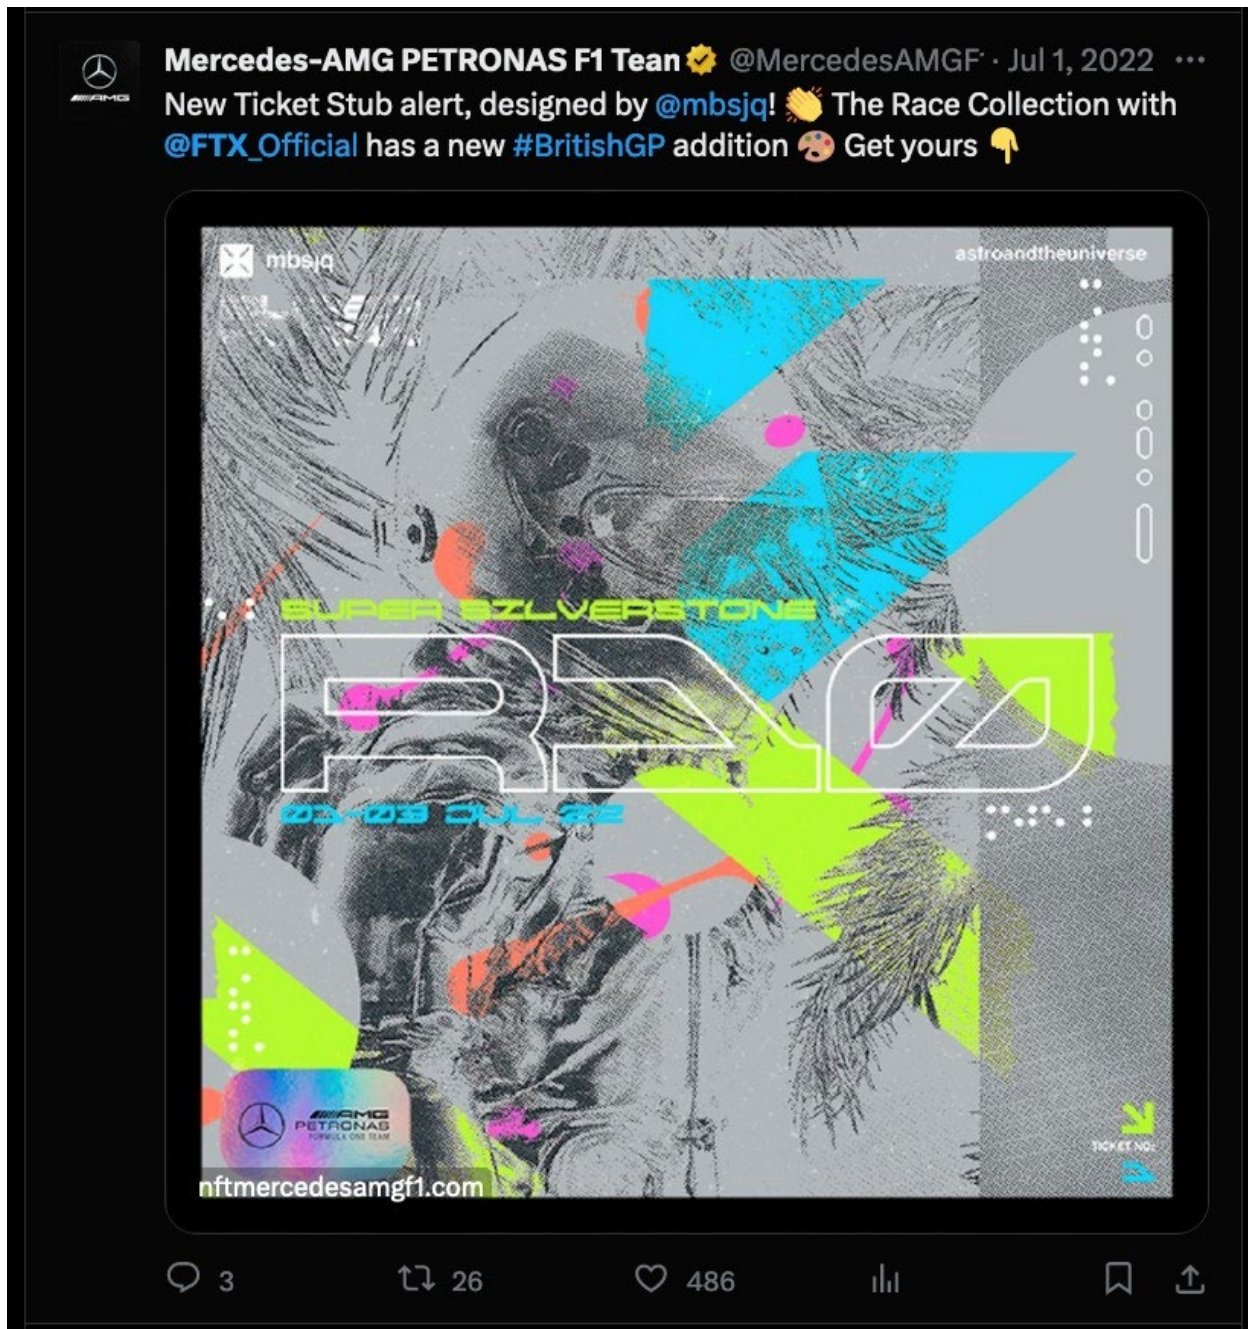 Mercedes-AMG PETRONAS F1 Tean @MercedesAMGF · Jul 1, 2022
New Ticket Stub alert, designed by @mbsjq! 👏 The Race Collection with
@FTX_Official has a new #BritishGP addition 🎨 Get yours 👇
mbsjq
astroandtheuniverse
SUPER SILVERSTONE
R10
01-03 JUL 22
AMG
PETRONAS
FORMULA ONE TEAM
TICKET NO:
nftmercedesamgf1.com
3 26 486